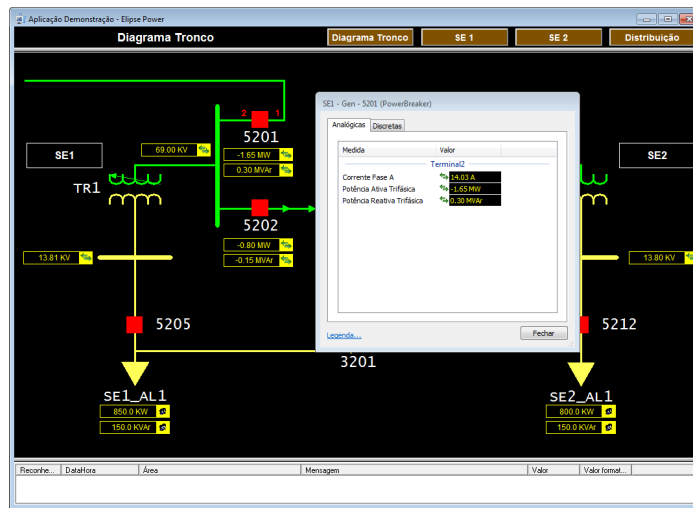 Aplicação Demonstração - Elipse Power
Diagrama Tronco
Diagrama Tronco
SE 1
SE 2
Distribuição
SE1 - Gen - 5201 (PowerBreaker)
Analógicas
Discretas
Medida
Valor
Terminal2
Corrente Fase A
14.03 A
Potência Ativa Trifásica
-1.65 MW
Potência Reativa Trifásica
0.30 MVAr
Legenda...
Fechar
2
1
5201
-1.65 MW
0.30 MVAr
69.00 KV
SE1
SE2
TR1
5202
-0.80 MW
-0.15 MVAr
13.81 KV
13.80 KV
5205
5212
3201
SE1_AL1
850.0 KW
150.0 KVAr
SE2_AL1
800.0 KW
150.0 KVAr
Reconhe...
DataHora
Área
Mensagem
Valor
Valor format...